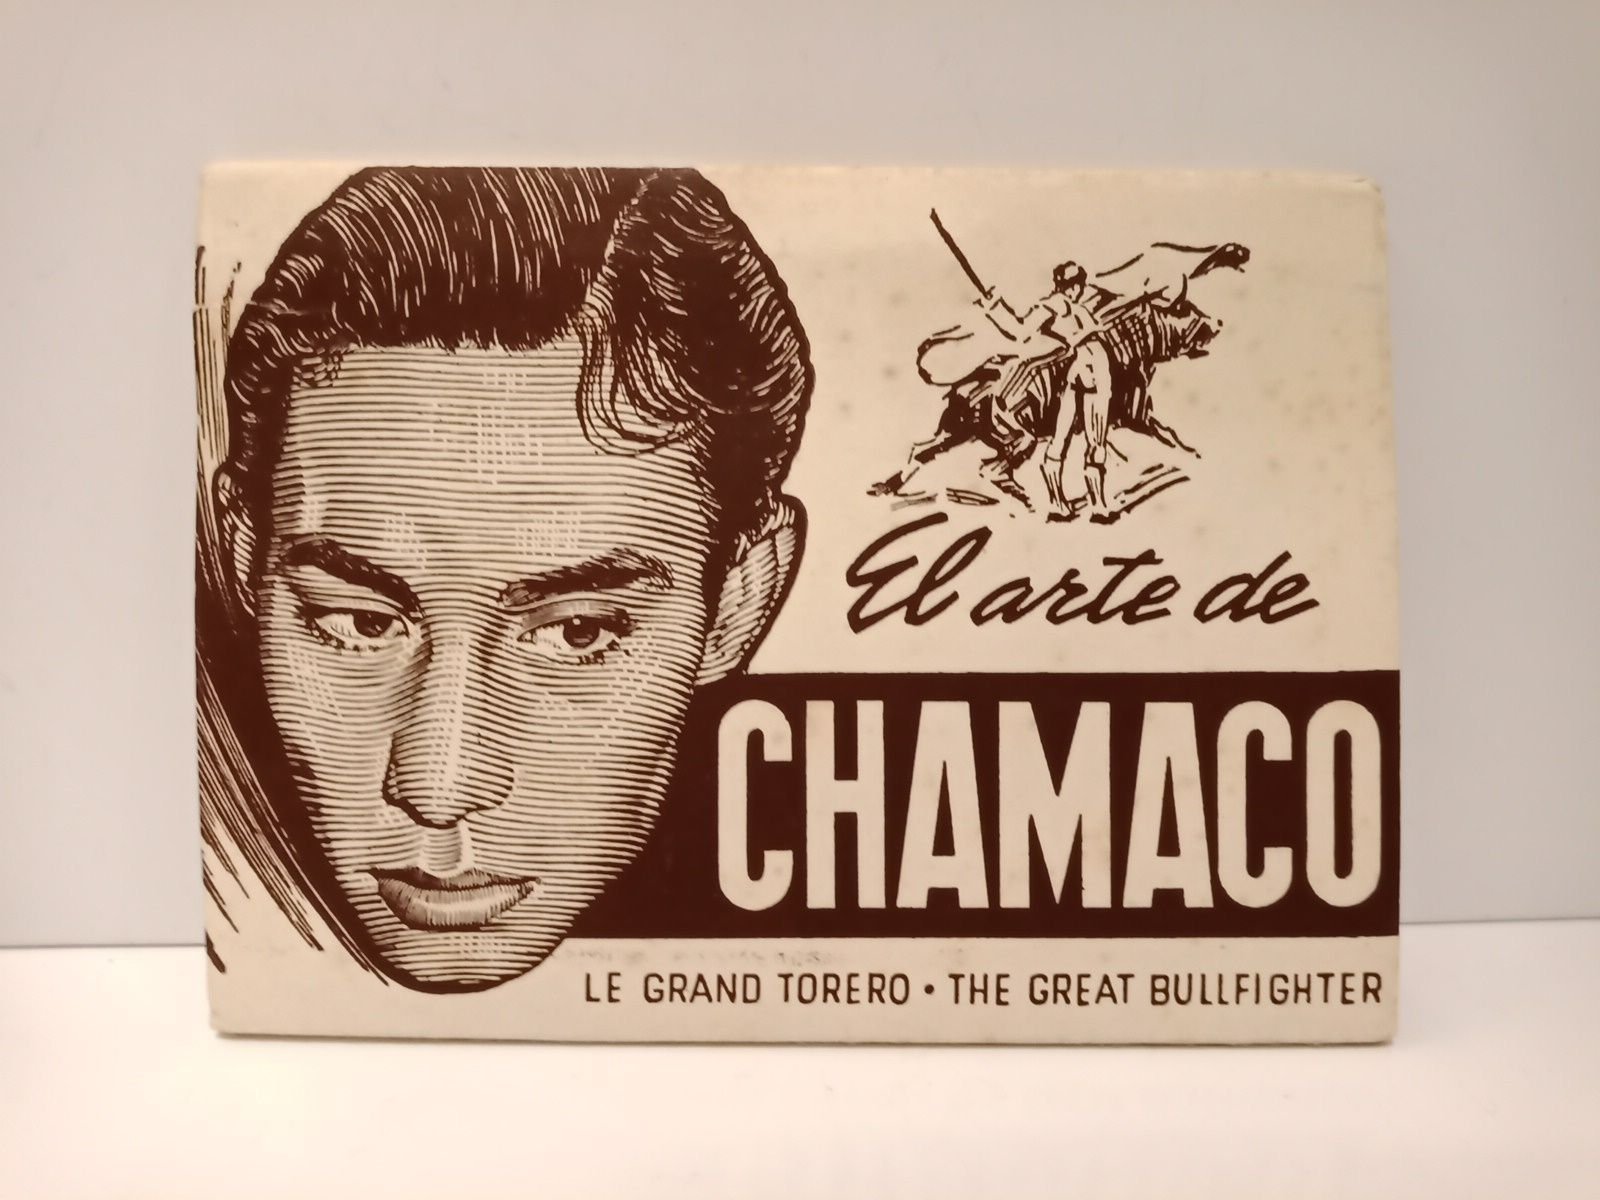 El arte de
CHAMACO
LE GRAND TORERO • THE GREAT BULLFIGHTER